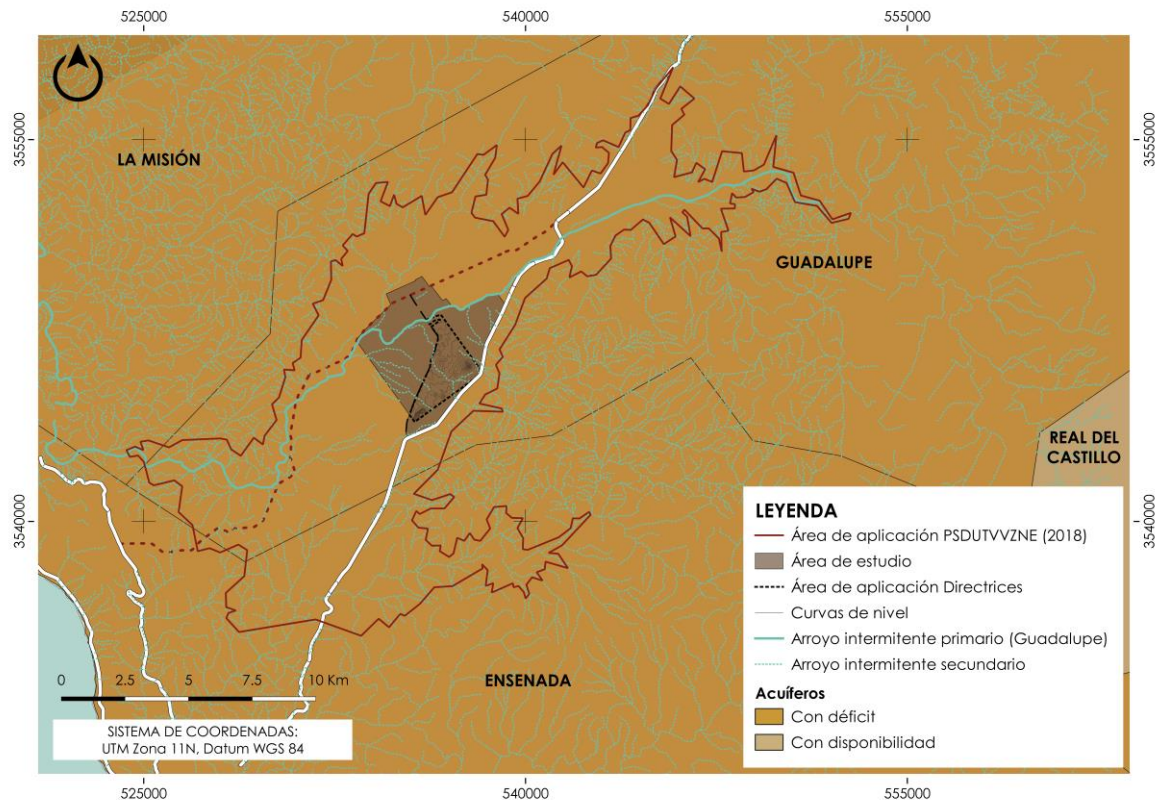 525000
540000
555000
3555000
3555000
LA MISIÓN
GUADALUPE
REAL DEL
CASTILLO
3540000
3540000
ENSENADA
0
2.5
5
7.5
10 Km
SISTEMA DE COORDENADAS:
UTM Zona 11N, Datum WGS 84
LEYENDA
Área de aplicación PSDUTVVZNE (2018)
Área de estudio
Área de aplicación Directrices
Curvas de nivel
Arroyo intermitente primario (Guadalupe)
Arroyo intermitente secundario
Acuíferos
Con déficit
Con disponibilidad
525000
540000
555000